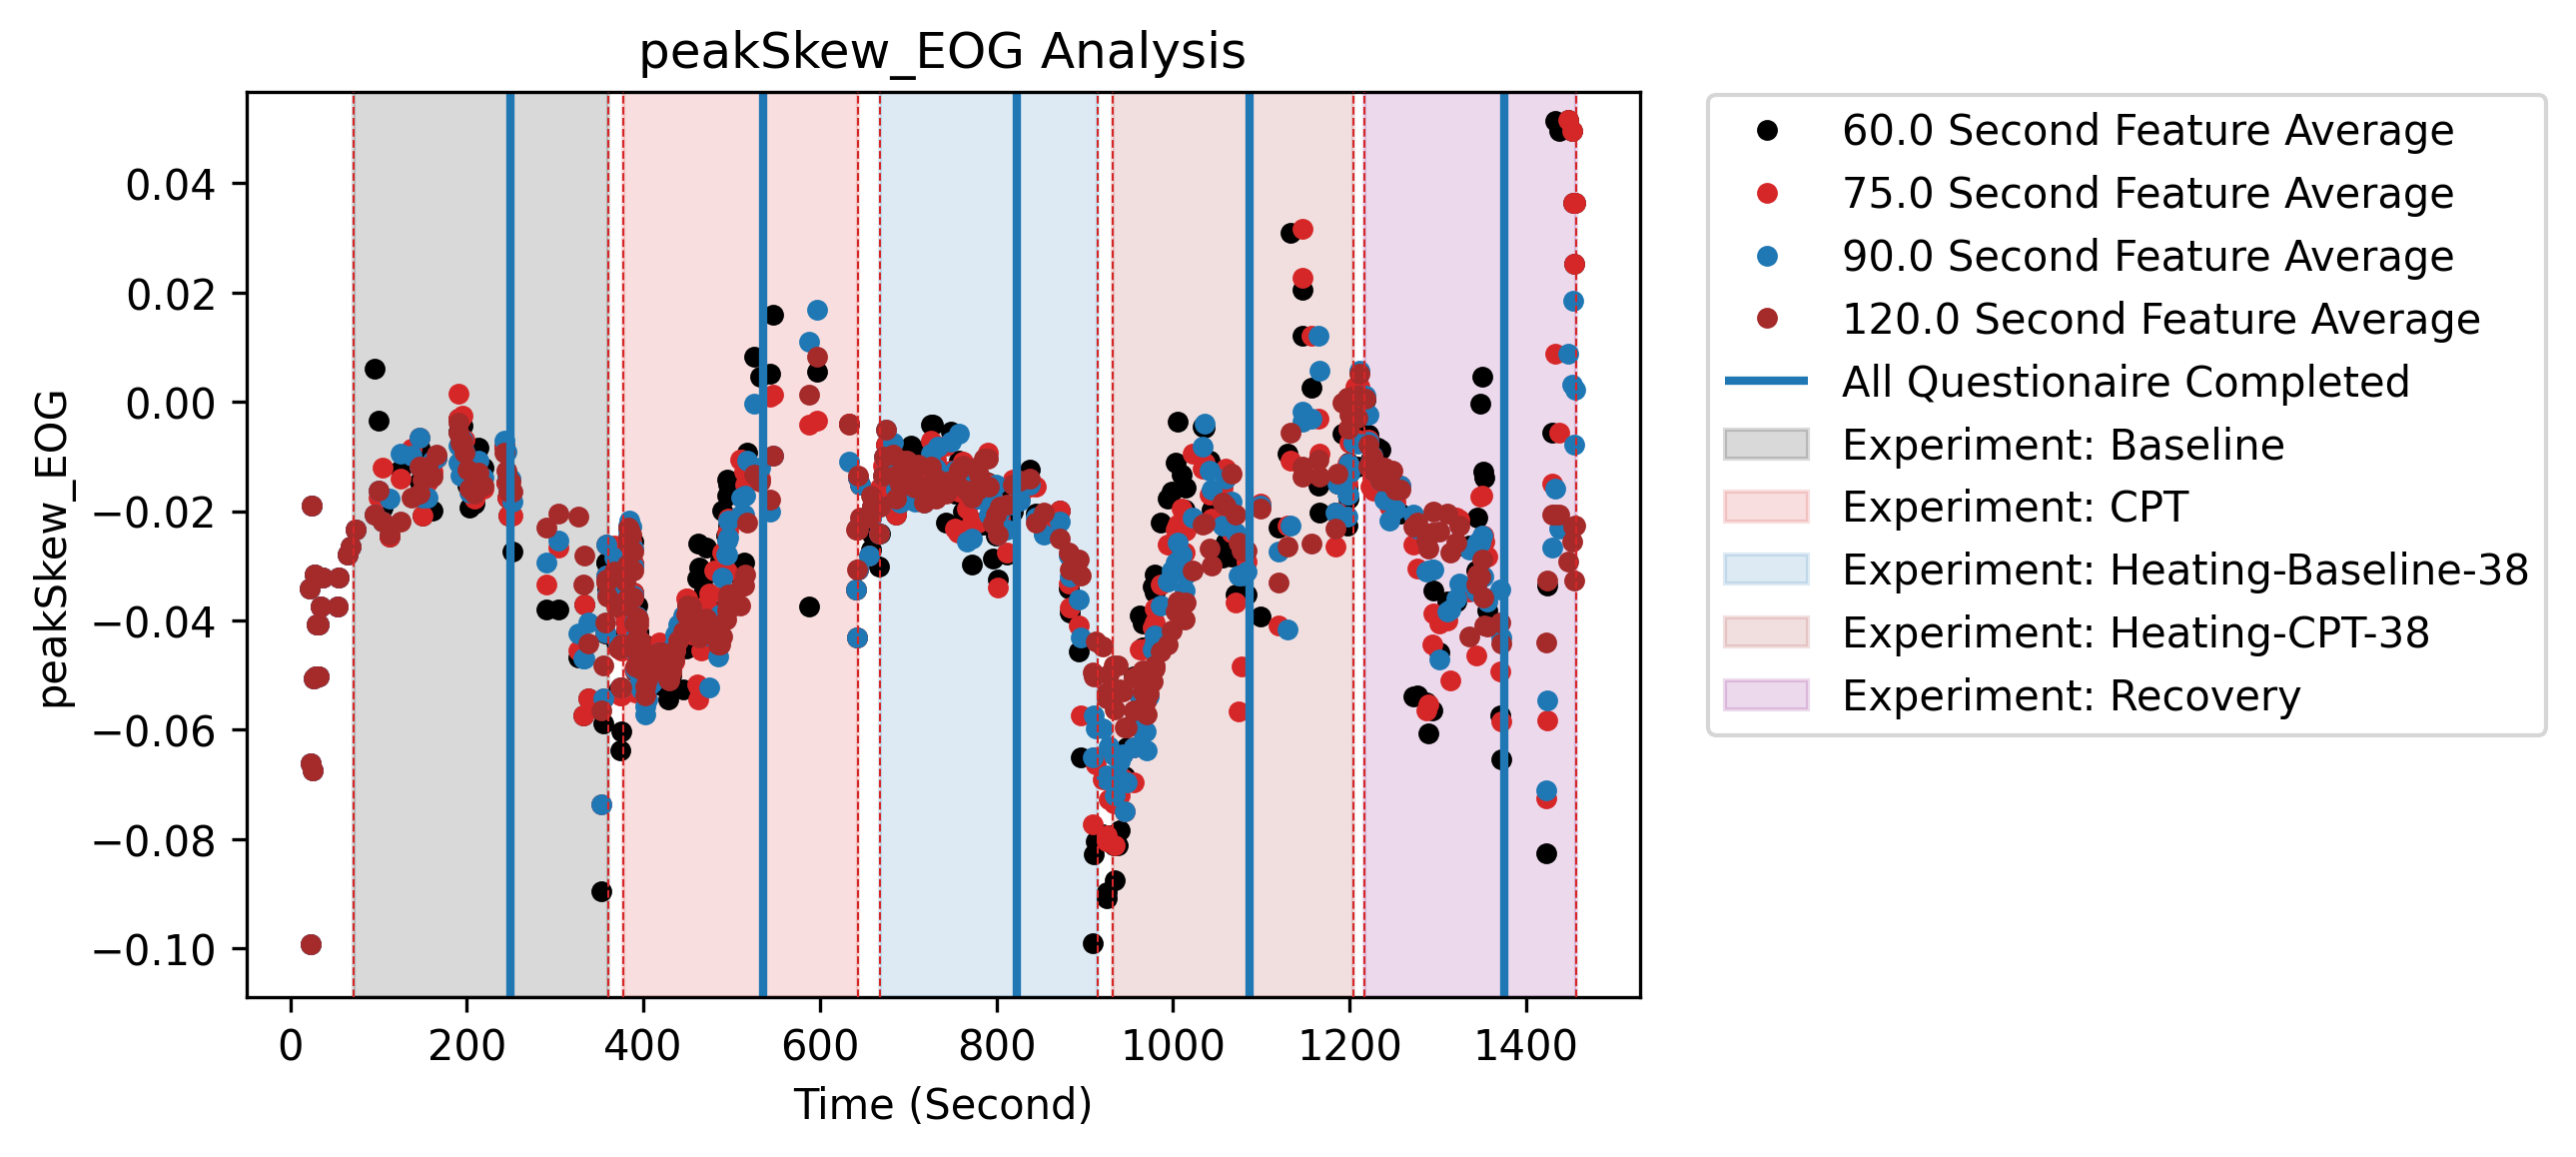 peakSkew_EOG Analysis
peakSkew_EOG
0.04
0.02
0.00
−0.02
−0.04
−0.06
−0.08
−0.10
0 200 400 600 800 1000 1200 1400
Time (Second)
60.0 Second Feature Average
75.0 Second Feature Average
90.0 Second Feature Average
120.0 Second Feature Average
All Questionaire Completed
Experiment: Baseline
Experiment: CPT
Experiment: Heating-Baseline-38
Experiment: Heating-CPT-38
Experiment: Recovery